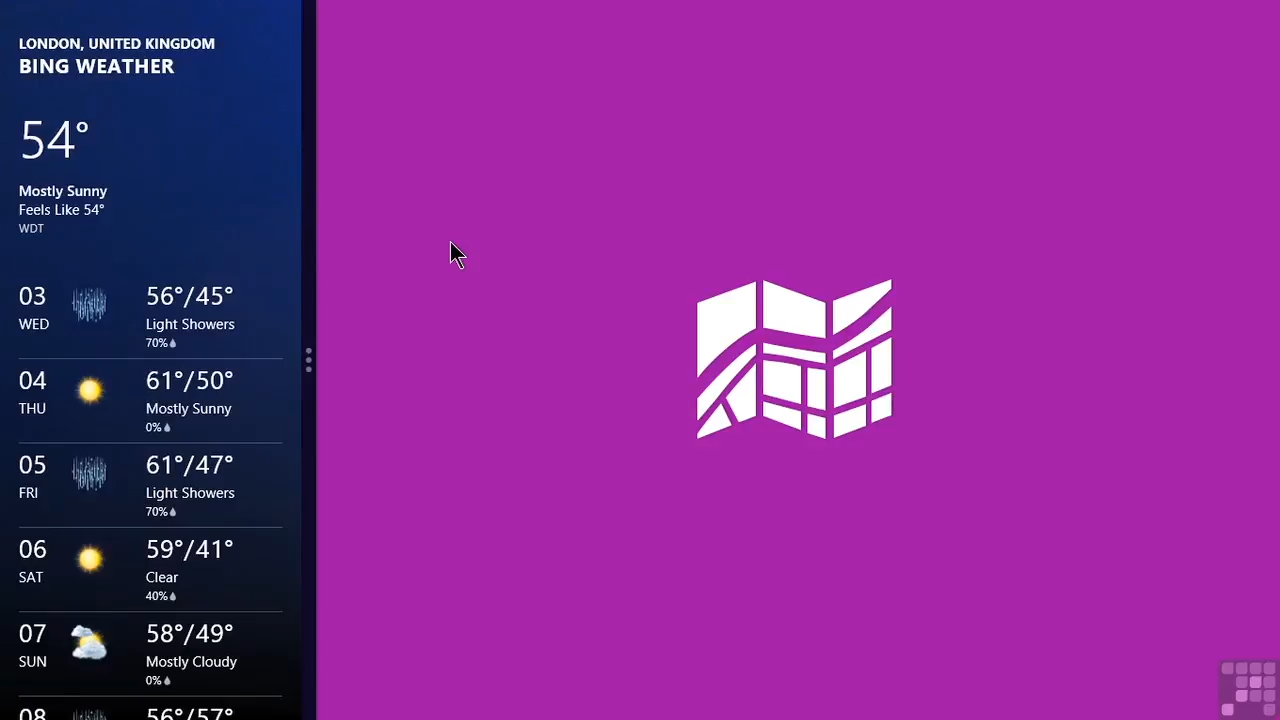 LONDON, UNITED KINGDOM
BING WEATHER
54°
Mostly Sunny
Feels Like 54°
WDT
03 56°/45°
WED Light Showers
70%
04 61°/50°
THU Mostly Sunny
0%
05 61°/47°
FRI Light Showers
70%
06 59°/41°
SAT Clear
40%
07 58°/49°
SUN Mostly Cloudy
0%